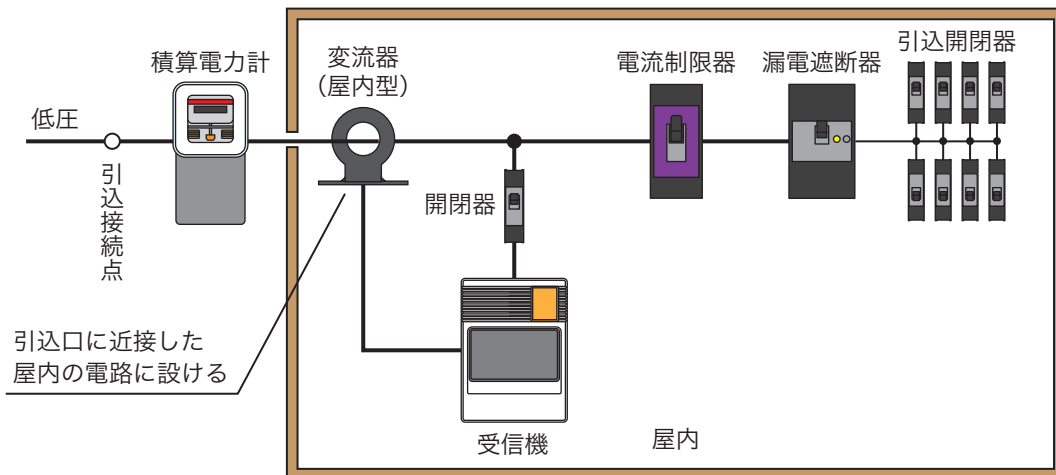 積算電力計
変流器
（屋内型）
電流制限器
漏電遮断器
引込開閉器
低圧
引込接続点
開閉器
引込口に近接した
屋内の電路に設ける
受信機
屋内